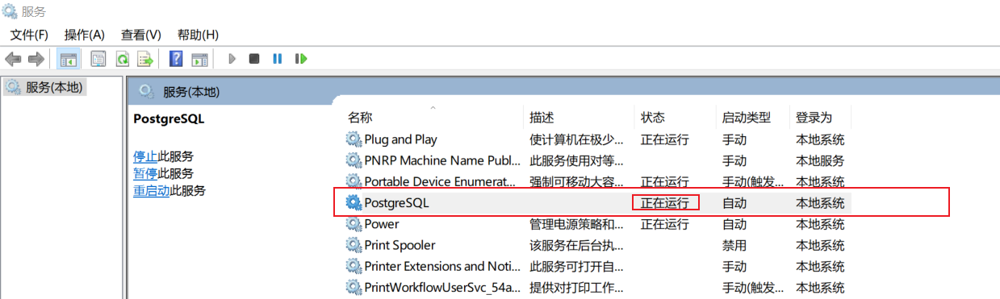 服务
文件(F) 操作(A) 查看(V) 帮助(H)
服务(本地)
服务(本地)
PostgreSQL
停止此服务
暂停此服务
重启动此服务
名称 描述 状态 启动类型 登录为
Plug and Play 使计算机在极少... 正在运行 手动 本地系统
PNRP Machine Name Publ... 此服务使用对等... 手动 本地服务
Portable Device Enumerat... 强制可移动大容... 正在运行 手动(触发... 本地系统
PostgreSQL 正在运行 自动 本地系统
Power 管理电源策略和... 正在运行 自动 本地系统
Print Spooler 该服务在后台执... 禁用 本地系统
Printer Extensions and Noti... 此服务可打开自... 手动 本地系统
PrintWorkflowUserSvc_54a... 提供对打印工作... 手动(触发... 本地系统